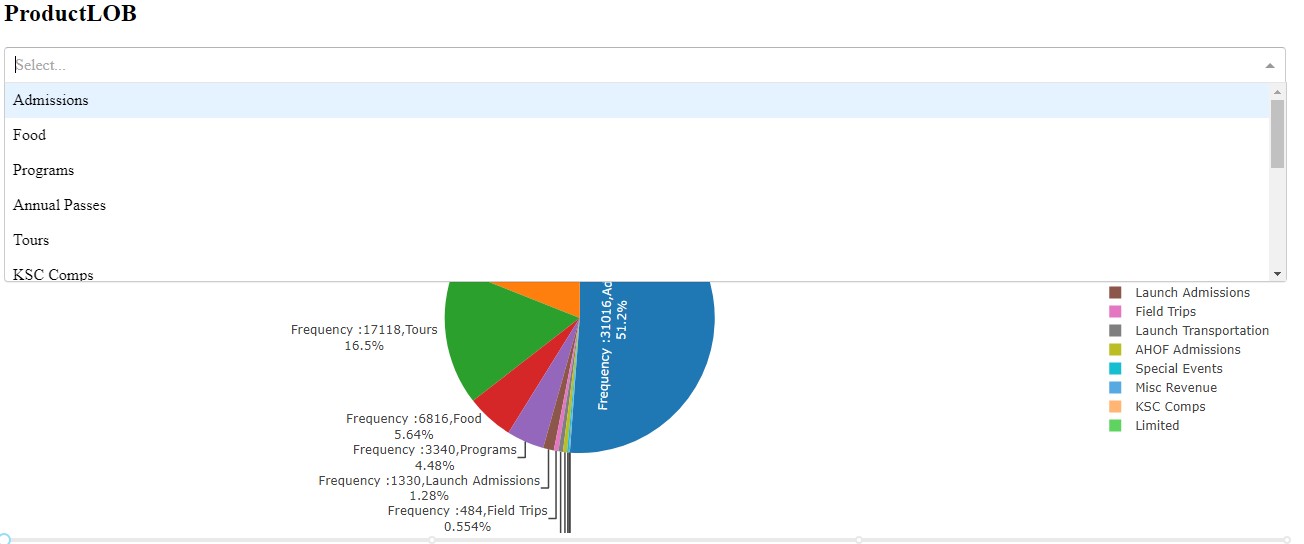 ProductLOB
Select...
Admissions
Food
Programs
Annual Passes
Tours
KSC Comps
Frequency :31016,
51.2%
Frequency :17118,Tours
16.5%
Frequency :6816,Food
5.64%
Frequency :3340,Programs
4.48%
Frequency :1330,Launch Admissions
1.28%
Frequency :484,Field Trips
0.554%
Launch Admissions
Field Trips
Launch Transportation
AHOF Admissions
Special Events
Misc Revenue
KSC Comps
Limited